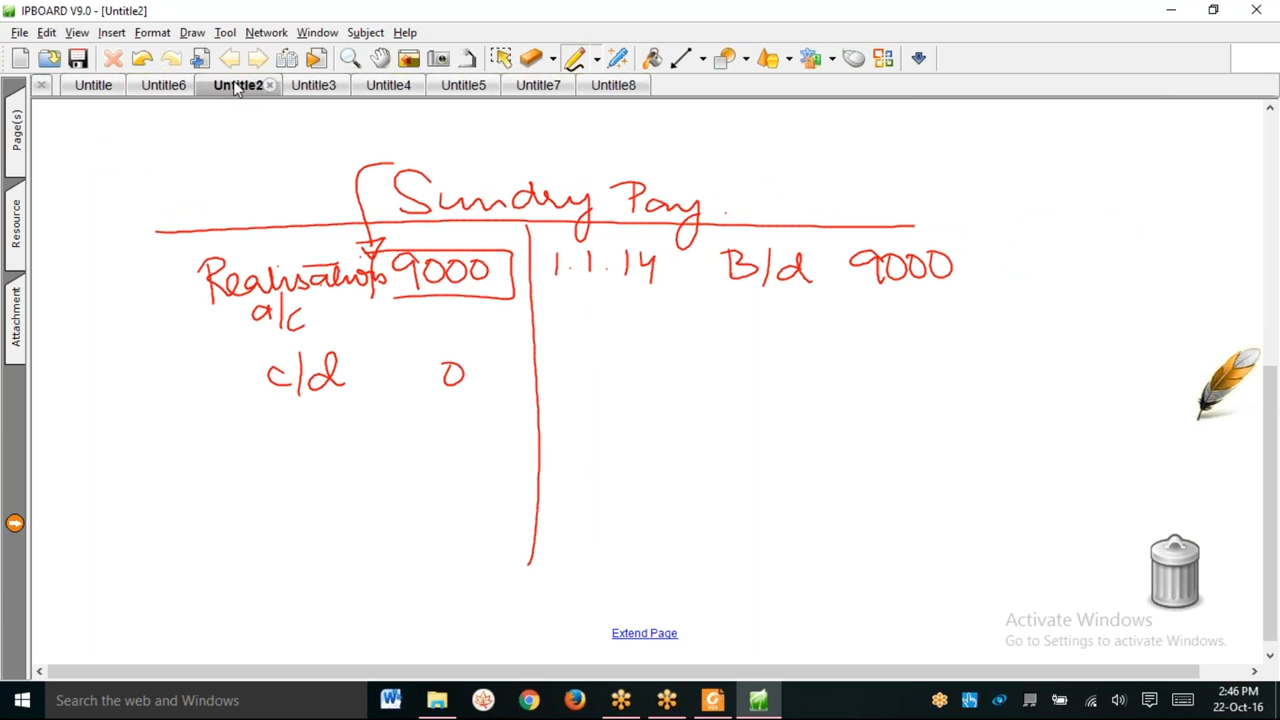 IPBOARD V9.0 - [Untitle2]
File Edit View Insert Format Draw Tool Network Window Subject Help
Untitle Untitle6 Untitle2 Untitle3 Untitle4 Untitle5 Untitle7 Untitle8
Page(s)
Resource
Attachment
Sundry Pay.
Realisation 9000 1.1.14 B/d 9000
a/c
c/d 0
Extend Page
Activate Windows
Go to Settings to activate Windows.
Search the web and Windows
2:46 PM
22-Oct-16